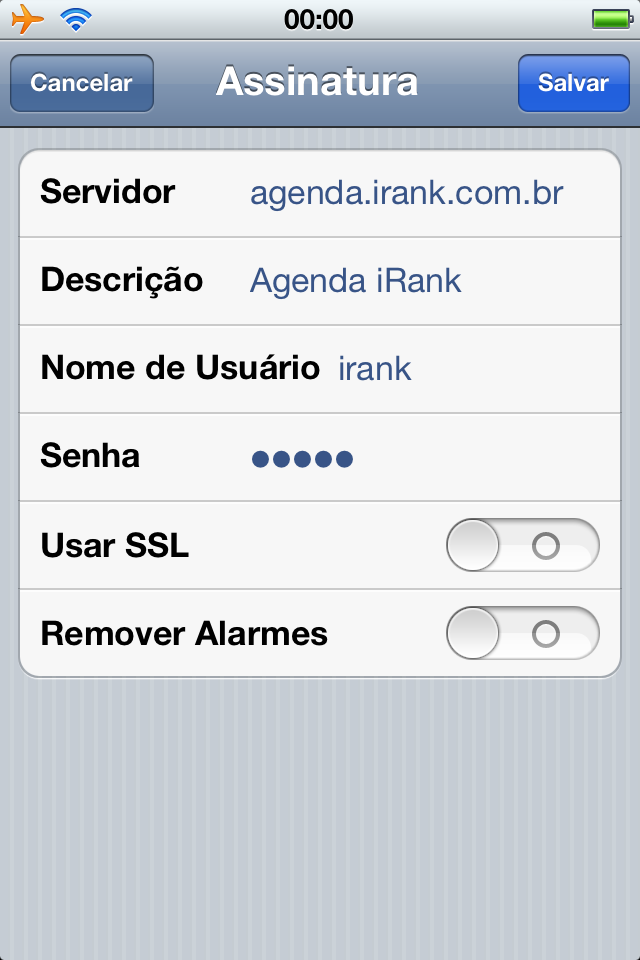 00:00
Cancelar Assinatura Salvar
Servidor agenda.irank.com.br
Descrição Agenda iRank
Nome de Usuário irank
Senha •••••
Usar SSL
Remover Alarmes